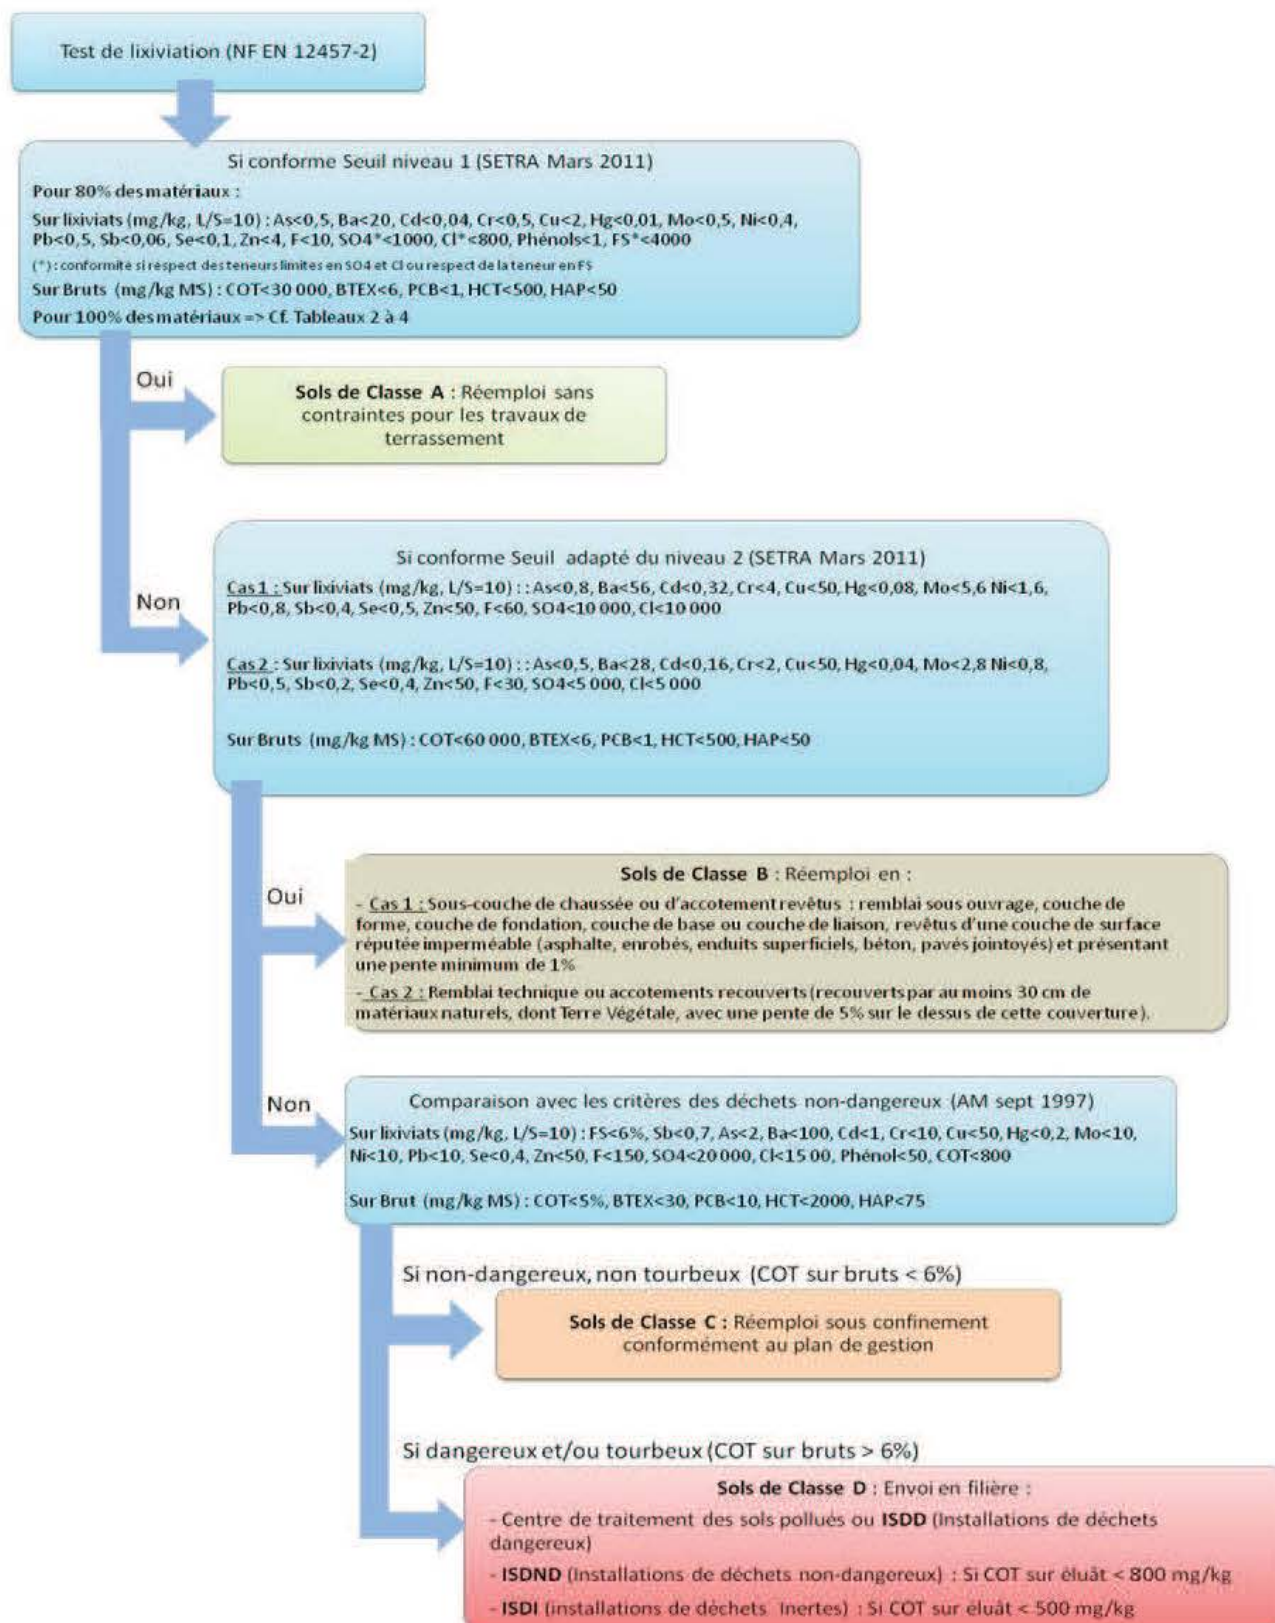 Test de lixiviation (NF EN 12457-2)
Si conforme Seuil niveau 1 (SETRA Mars 2011)
Pour 80% des matériaux :
Sur lixiviats (mg/kg, L/S=10) : As<0,5, Ba<20, Cd<0,04, Cr<0,5, Cu<2, Hg<0,01, Mo<0,5, Ni<0,4,
Pb<0,5, Sb<0,06, Se<0,1, Zn<4, F<10, SO4*<1000, Cl*<800, Phénols<1, FS*<4000
(*) : conformité si respect des teneurs limites en SO4 et Cl ou respect de la teneur en FS
Sur Bruts (mg/kg MS) : COT<30 000, BTEX<6, PCB<1, HCT<500, HAP<50
Pour 100% des matériaux => Cf. Tableaux 2 à 4
Oui
Sols de Classe A : Réemploi sans
contraintes pour les travaux de
terrassement
Non
Si conforme Seuil adapté du niveau 2 (SETRA Mars 2011)
Cas 1 : Sur lixiviats (mg/kg, L/S=10) : : As<0,8, Ba<56, Cd<0,32, Cr<4, Cu<50, Hg<0,08, Mo<5,6 Ni<1,6,
Pb<0,8, Sb<0,4, Se<0,5, Zn<50, F<60, SO4<10 000, Cl<10 000
Cas 2 : Sur lixiviats (mg/kg, L/S=10) : : As<0,5, Ba<28, Cd<0,16, Cr<2, Cu<50, Hg<0,04, Mo<2,8 Ni<0,8,
Pb<0,5, Sb<0,2, Se<0,4, Zn<50, F<30, SO4<5 000, Cl<5 000
Sur Bruts (mg/kg MS) : COT<60 000, BTEX<6, PCB<1, HCT<500, HAP<50
Oui
Sols de Classe B : Réemploi en :
- Cas 1 : Sous-couche de chaussée ou d'accotement revêtus : remblai sous ouvrage, couche de
forme, couche de fondation, couche de base ou couche de liaison, revêtus d'une couche de surface
réputée imperméable (asphalte, enrobés, enduits superficiels, béton, pavés jointoyés) et présentant
une pente minimum de 1%
- Cas 2 : Remblai technique ou accotements recouverts (recouverts par au moins 30 cm de
matériaux naturels, dont Terre Végétale, avec une pente de 5% sur le dessus de cette couverture).
Non
Comparaison avec les critères des déchets non-dangereux (AM sept 1997)
Sur lixiviats (mg/kg, L/S=10) : FS<6%, Sb<0,7, As<2, Ba<100, Cd<1, Cr<10, Cu<50, Hg<0,2, Mo<10,
Ni<10, Pb<10, Se<0,4, Zn<50, F<150, SO4<20 000, Cl<15 00, Phénol<50, COT<800
Sur Brut (mg/kg MS) : COT<5%, BTEX<30, PCB<10, HCT<2000, HAP<75
Si non-dangereux, non tourbeux (COT sur bruts < 6%)
Sols de Classe C : Réemploi sous confinement
conformément au plan de gestion
Si dangereux et/ou tourbeux (COT sur bruts > 6%)
Sols de Classe D : Envoi en filière :
- Centre de traitement des sols pollués ou ISDD (Installations de déchets
dangereux)
- ISDND (Installations de déchets non-dangereux) : Si COT sur éluât < 800 mg/kg
- ISDI (installations de déchets Inertes) : Si COT sur éluât < 500 mg/kg